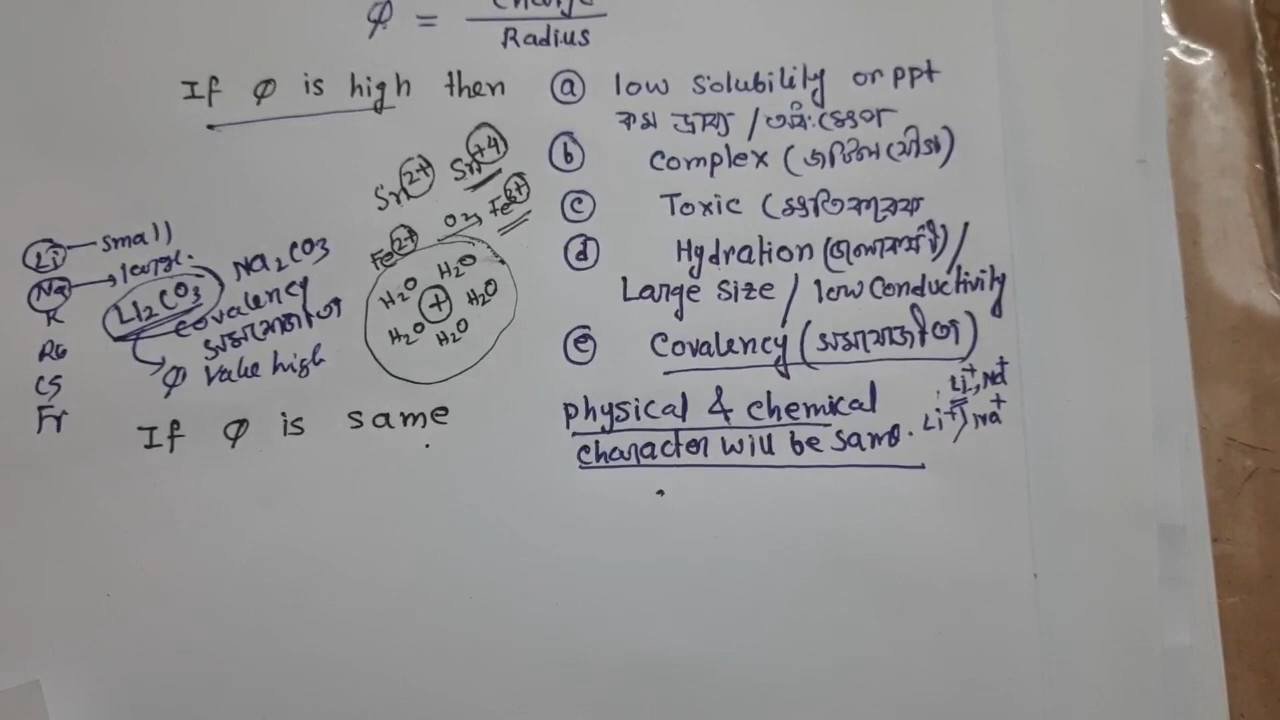 φ = Charge
Radius
If φ is high then
(a) low solubility or ppt
কম দ্রাব্য / অধঃক্ষেপ
(b) Complex (জটিল যৌগ)
(c) Toxic (ক্ষতিকারক
(d) Hydration (জলাকর্ষী) /
Large size / low Conductivity
(e) Covalency (সমযোজীতা)
Sn2+ Sn+4
Fe2+ O2 Fe3+
H2O H2O
H2O + H2O
H2O H2O
Li small
Na → large.
K
Rb
Cs
Fr
Li2CO3 Na2CO3
covalency
সমযোজীতা
φ value high
If φ is same
physical & chemical
character will be same.
Li+, Na+
Li+, Na+